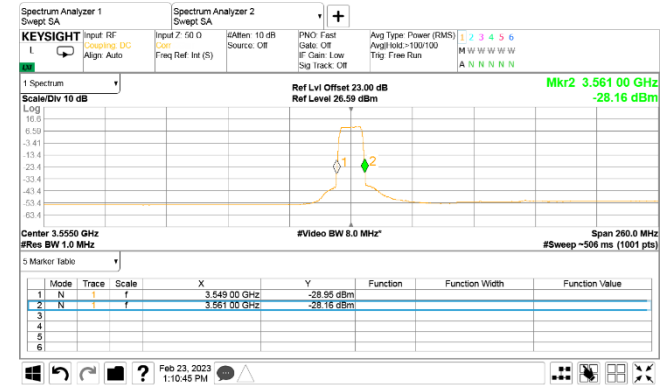 Spectrum Analyzer 1
Swept SA
Spectrum Analyzer 2
Swept SA
KEYSIGHT
L
Input: RF
Coupling: DC
Align: Auto
Input Z: 50 Ω
Corr
Freq Ref: Int (S)
#Atten: 10 dB
Source: Off
PNO: Fast
Gate: Off
IF Gain: Low
Sig Track: Off
Avg Type: Power (RMS)
Avg|Hold:>100/100
Trig: Free Run
1 2 3 4 5 6
M W W W W W
A N N N N N
1 Spectrum
Scale/Div 10 dB
Ref Lvl Offset 23.00 dB
Ref Level 26.59 dBm
Mkr2 3.561 00 GHz
-28.16 dBm
Log
16.6
6.59
-3.41
-13.4
-23.4
-33.4
-43.4
-53.4
-63.4
1
2
Center 3.5550 GHz
#Res BW 1.0 MHz
#Video BW 8.0 MHz*
Span 260.0 MHz
#Sweep ~506 ms (1001 pts)
5 Marker Table
Mode Trace Scale X Y Function Function Width Function Value
1 N 1 f 3.549 00 GHz -28.95 dBm
2 N 1 f 3.561 00 GHz -28.16 dBm
3
4
5
6
?
Feb 23, 2023
1:10:45 PM